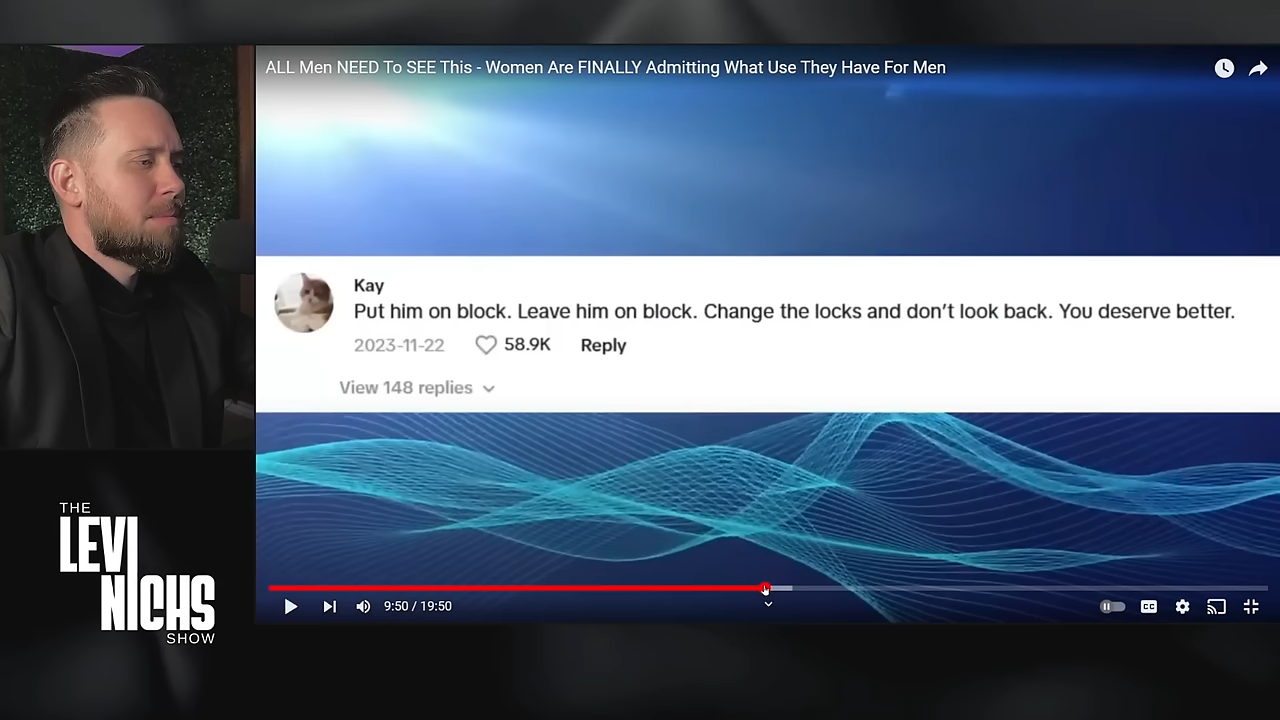 ALL Men NEED To SEE This - Women Are FINALLY Admitting What Use They Have For Men
Kay
Put him on block. Leave him on block. Change the locks and don’t look back. You deserve better.
2023-11-22 58.9K Reply
View 148 replies
THE
LEVI
NICHS
SHOW
9:50 / 19:50
CC